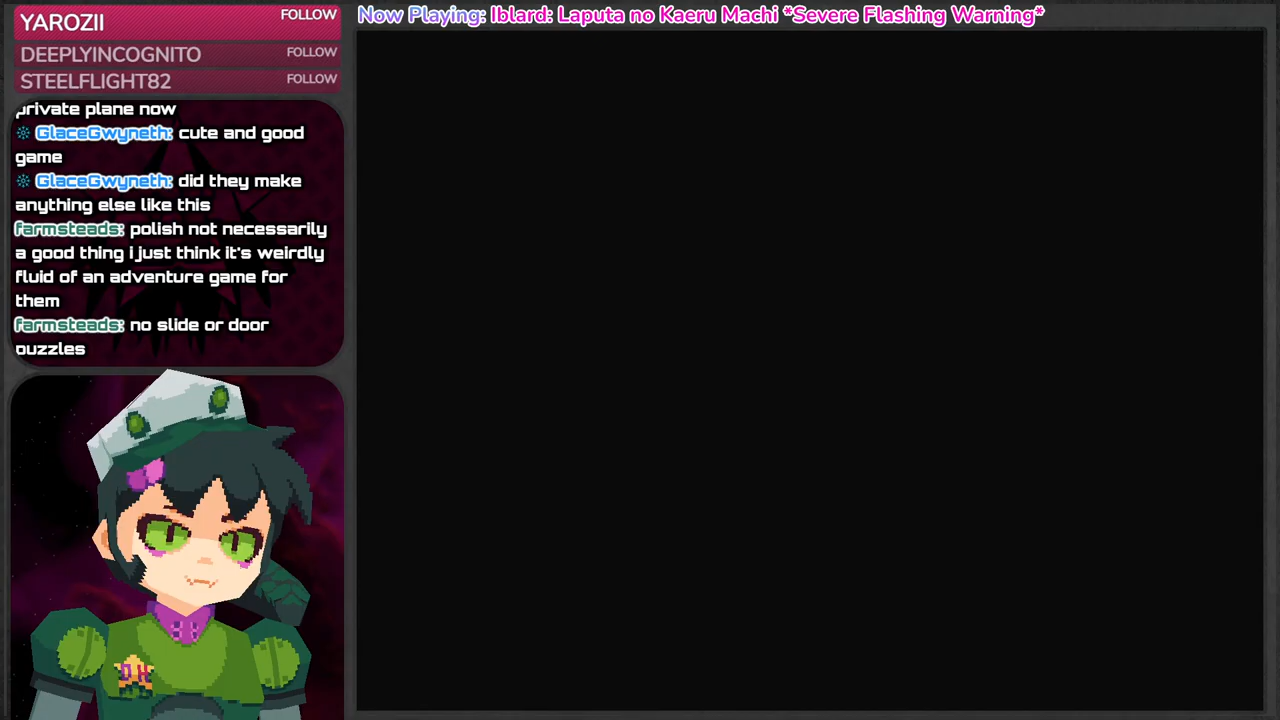 YAROZII FOLLOW
DEEPLYINCOGNITO FOLLOW
STEELFLIGHT82 FOLLOW
Now Playing: Iblard: Laputa no Kaeru Machi *Severe Flashing Warning*
private plane now
GlaceGwyneth: cute and good
game
GlaceGwyneth: did they make
anything else like this
farmsteads: polish not necessarily
a good thing i just think it's weirdly
fluid of an adventure game for
them
farmsteads: no slide or door
puzzles